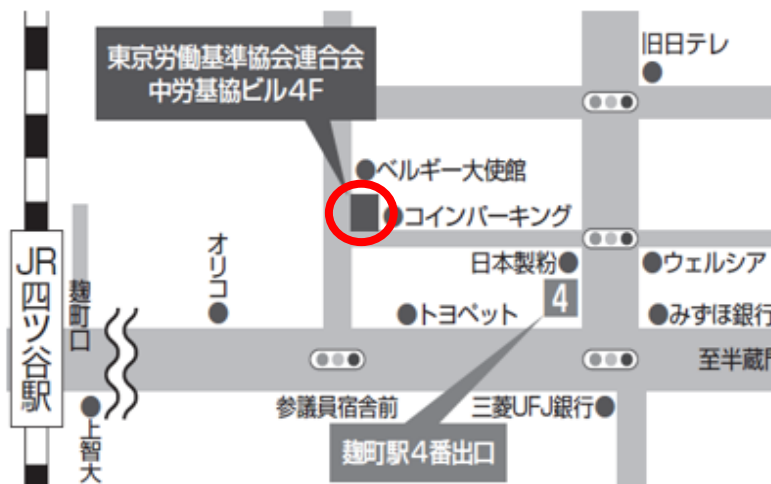 東京労働基準協会連合会
中労基協ビル4F
旧日テレ
ベルギー大使館
コインパーキング
オリコ
日本製粉
ウェルシア
JR四ツ谷駅
麹町口
トヨペット
4
みずほ銀行
至半蔵門
参議員宿舎前
三菱UFJ銀行
上智大
麹町駅4番出口